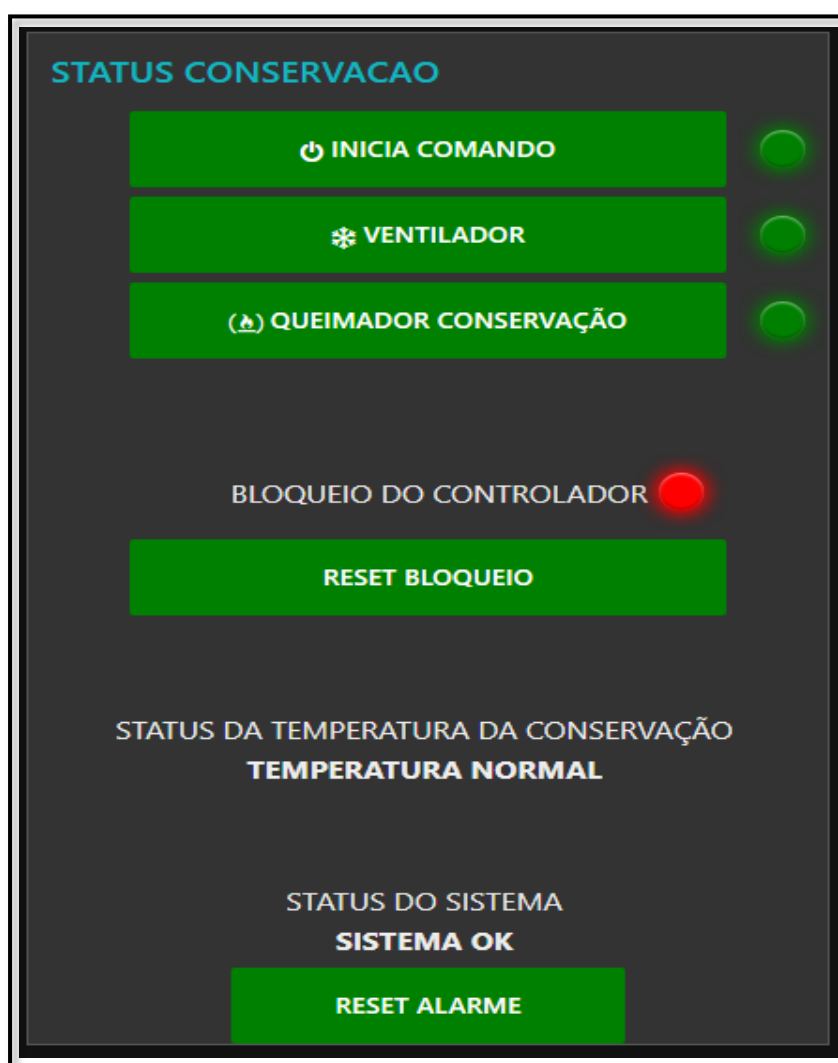 STATUS CONSERVACAO
INICIA COMANDO
VENTILADOR
QUEIMADOR CONSERVAÇÃO
BLOQUEIO DO CONTROLADOR
RESET BLOQUEIO
STATUS DA TEMPERATURA DA CONSERVAÇÃO
TEMPERATURA NORMAL
STATUS DO SISTEMA
SISTEMA OK
RESET ALARME